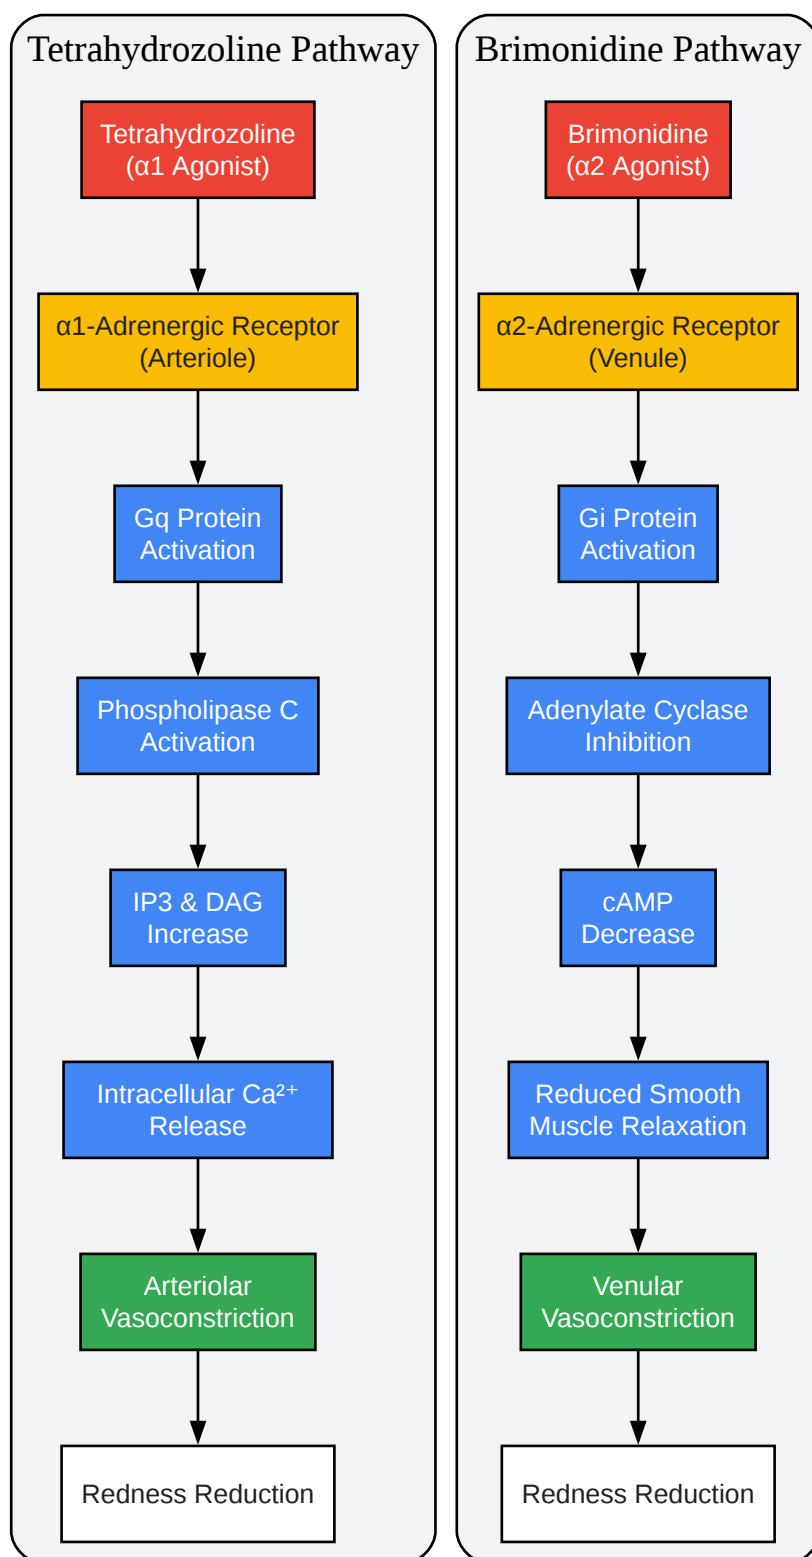 Tetrahydrozoline Pathway
Tetrahydrozoline
(α1 Agonist)
α1-Adrenergic Receptor
(Arteriole)
Gq Protein
Activation
Phospholipase C
Activation
IP3 & DAG
Increase
Intracellular Ca²⁺
Release
Arteriolar
Vasoconstriction
Redness Reduction
Brimonidine Pathway
Brimonidine
(α2 Agonist)
α2-Adrenergic Receptor
(Venule)
Gi Protein
Activation
Adenylate Cyclase
Inhibition
cAMP
Decrease
Reduced Smooth
Muscle Relaxation
Venular
Vasoconstriction
Redness Reduction